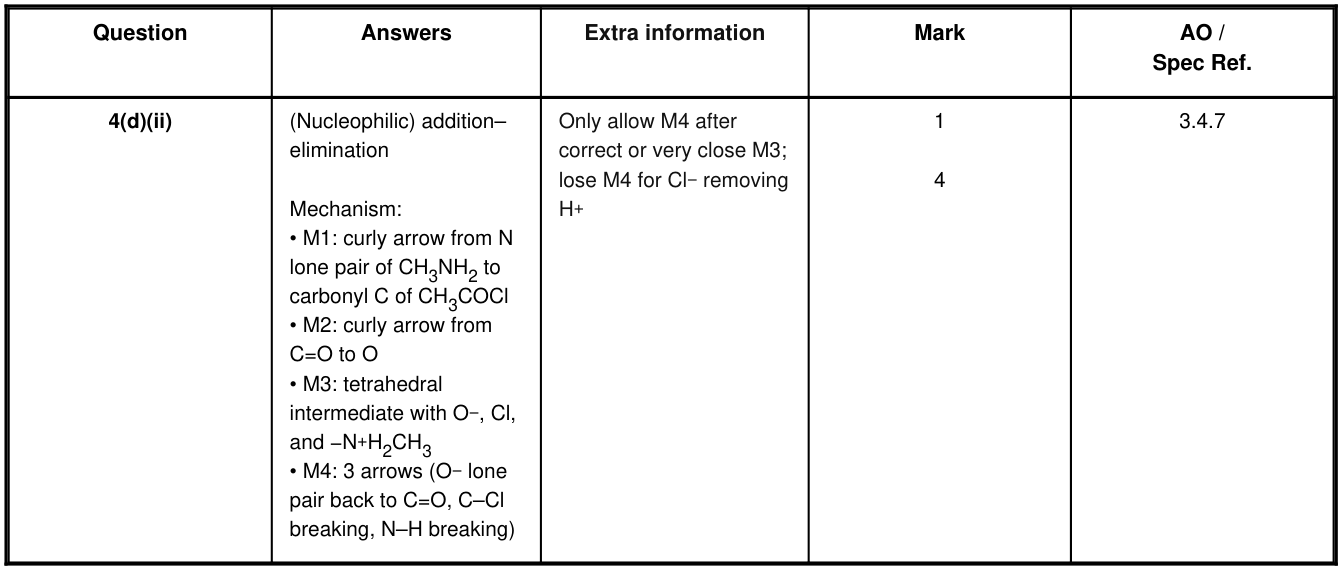 Question Answers Extra information Mark AO /
Spec Ref.
4(d)(ii)
(Nucleophilic) addition–
elimination
Mechanism:
• M1: curly arrow from N
lone pair of CH3NH2 to
carbonyl C of CH3COCl
• M2: curly arrow from
C=O to O
• M3: tetrahedral
intermediate with O−, Cl,
and –N+H2CH3
• M4: 3 arrows (O− lone
pair back to C=O, C–Cl
breaking, N–H breaking)
Only allow M4 after
correct or very close M3;
lose M4 for Cl− removing
H+
1
4
3.4.7